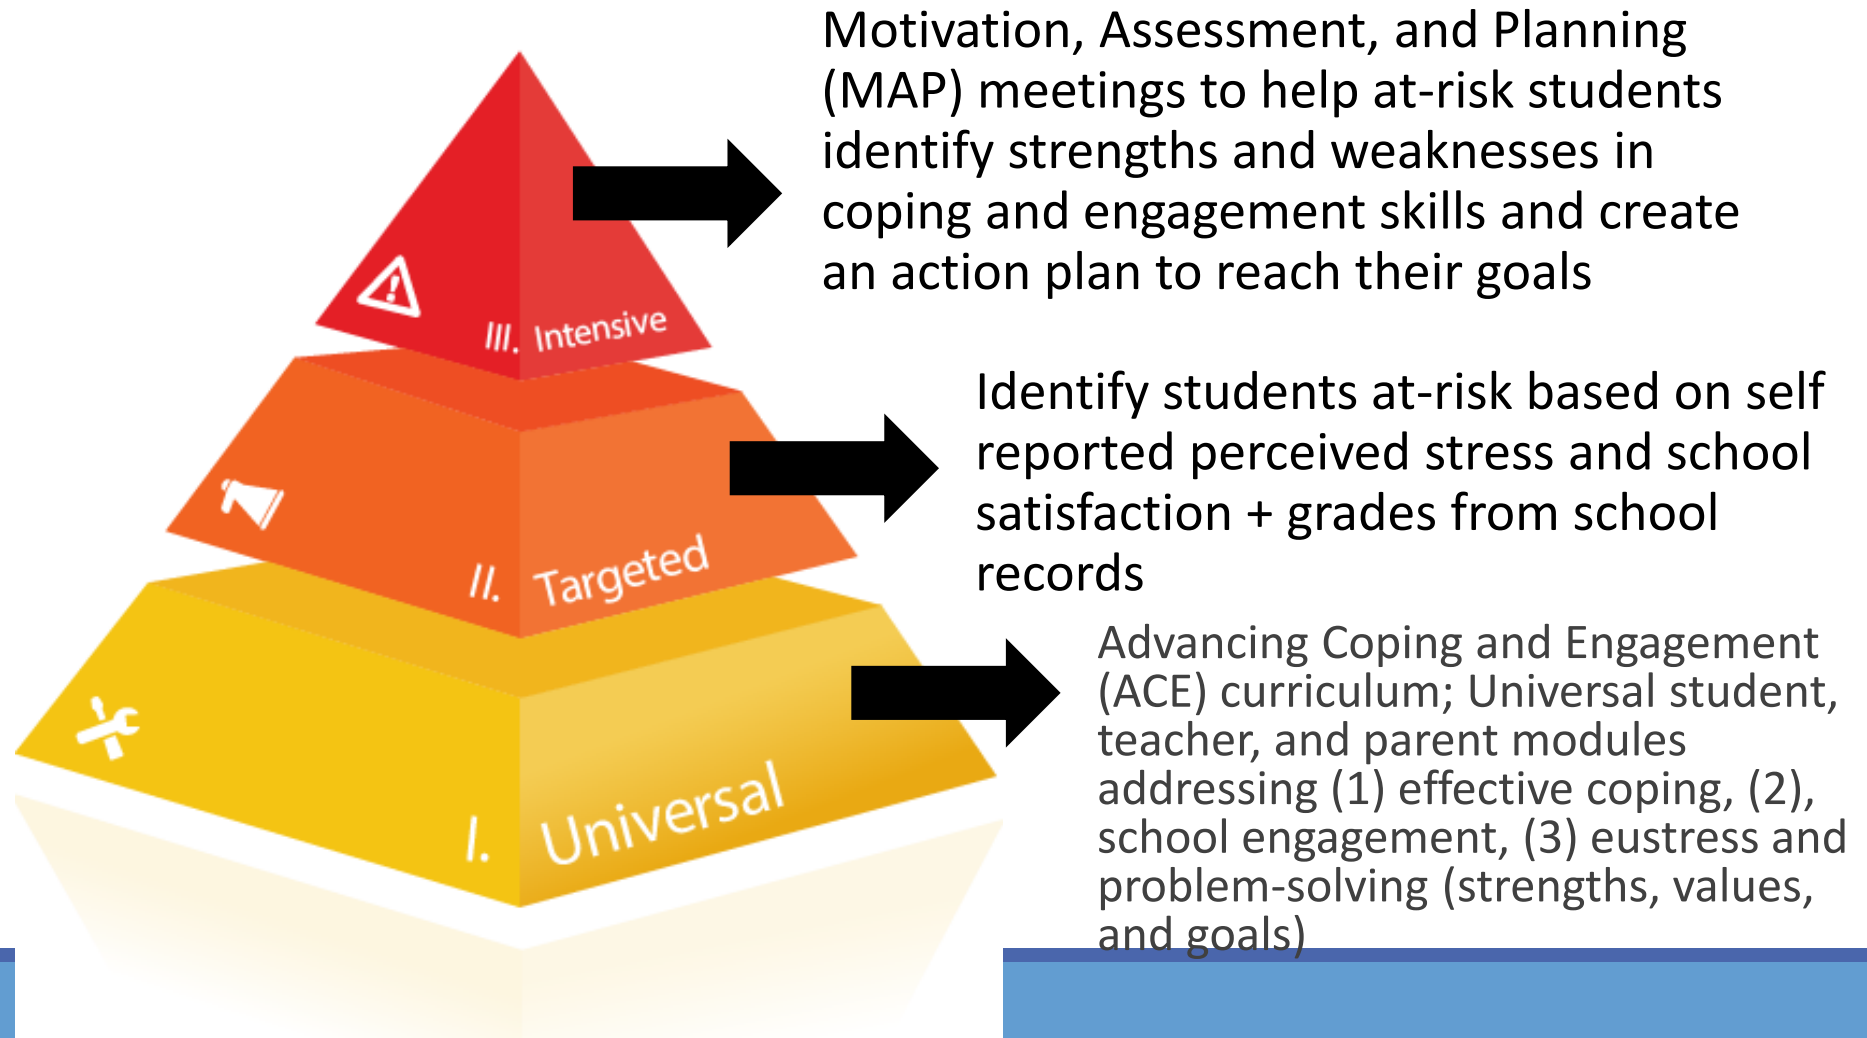 Motivation, Assessment, and Planning
(MAP) meetings to help at-risk students
identify strengths and weaknesses in
coping and engagement skills and create
an action plan to reach their goals
III. Intensive
Identify students at-risk based on self
reported perceived stress and school
satisfaction + grades from school
records
II. Targeted
Advancing Coping and Engagement
(ACE) curriculum; Universal student,
teacher, and parent modules
addressing (1) effective coping, (2),
school engagement, (3) eustress and
problem-solving (strengths, values,
and goals)
I. Universal